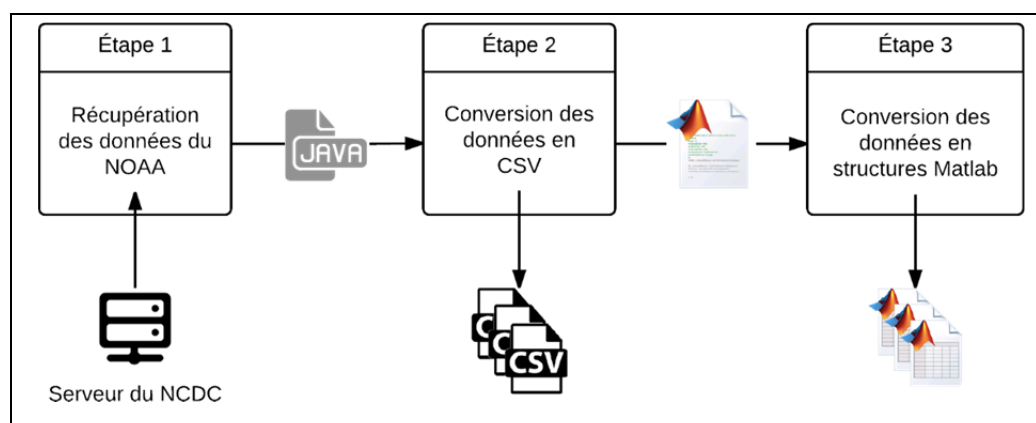 Étape 1
Récupération
des données du
NOAA
JAVA
Étape 2
Conversion des
données en
CSV
Étape 3
Conversion des
données en
structures Matlab
Serveur du NCDC
C
C
CSV